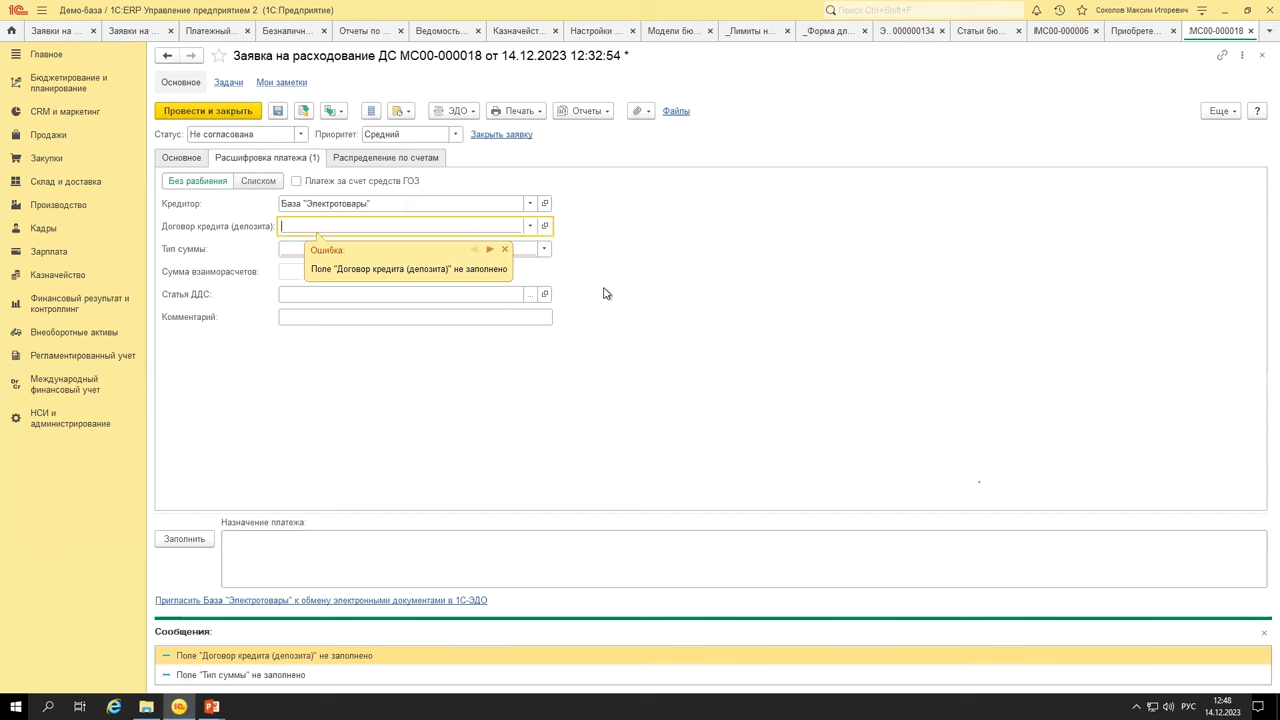 Демо-база / 1С:ERP Управление предприятием 2 (1С:Предприятие)
Поиск Ctrl+Shift+F
Соколов Максим Игоревич
Заявки на ...
Заявки на ...
Платежный...
Безналичн...
Отчеты по ...
Ведомость...
Казначейст...
Настройки ...
Модели бю...
_Лимиты н...
_Форма дл...
Э...000000134
Статьи бюд...
МС00-000006
Приобрете...
МС00-000018
Главное
Бюджетирование и
планирование
CRM и маркетинг
Продажи
Закупки
Склад и доставка
Производство
Кадры
Зарплата
Казначейство
Финансовый результат и
контроллинг
Внеоборотные активы
Регламентированный учет
Международный
финансовый учет
НСИ и
администрирование
Заявка на расходование ДС МС00-000018 от 14.12.2023 12:32:54 *
Основное
Задачи
Мои заметки
Провести и закрыть
ЭДО
Печать
Отчеты
Файлы
Еще
?
Статус:
Не согласована
Приоритет:
Средний
Закрыть заявку
Основное
Расшифровка платежа (1)
Распределение по счетам
Без разбиения
Списком
Платеж за счет средств ГОЗ
Кредитор:
База "Электротовары"
Договор кредита (депозита):
Тип суммы:
Ошибка:
Поле "Договор кредита (депозита)" не заполнено
Сумма взаиморасчетов:
Статья ДДС:
...
Комментарий:
Назначение платежа:
Заполнить
Пригласить База "Электротовары" к обмену электронными документами в 1С-ЭДО
Сообщения:
Поле "Договор кредита (депозита)" не заполнено
Поле "Тип суммы" не заполнено
РУС
12:48
14.12.2023